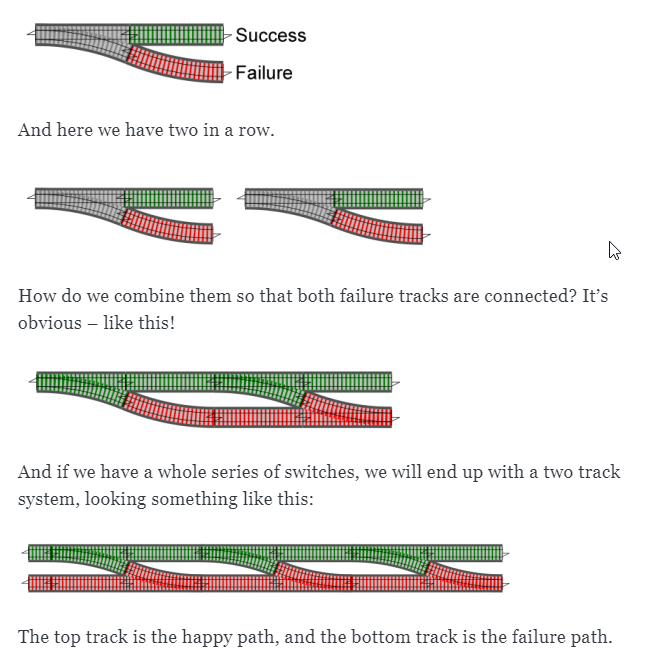 Success
Failure
And here we have two in a row.
How do we combine them so that both failure tracks are connected? It’s
obvious – like this!
And if we have a whole series of switches, we will end up with a two track
system, looking something like this:
The top track is the happy path, and the bottom track is the failure path.